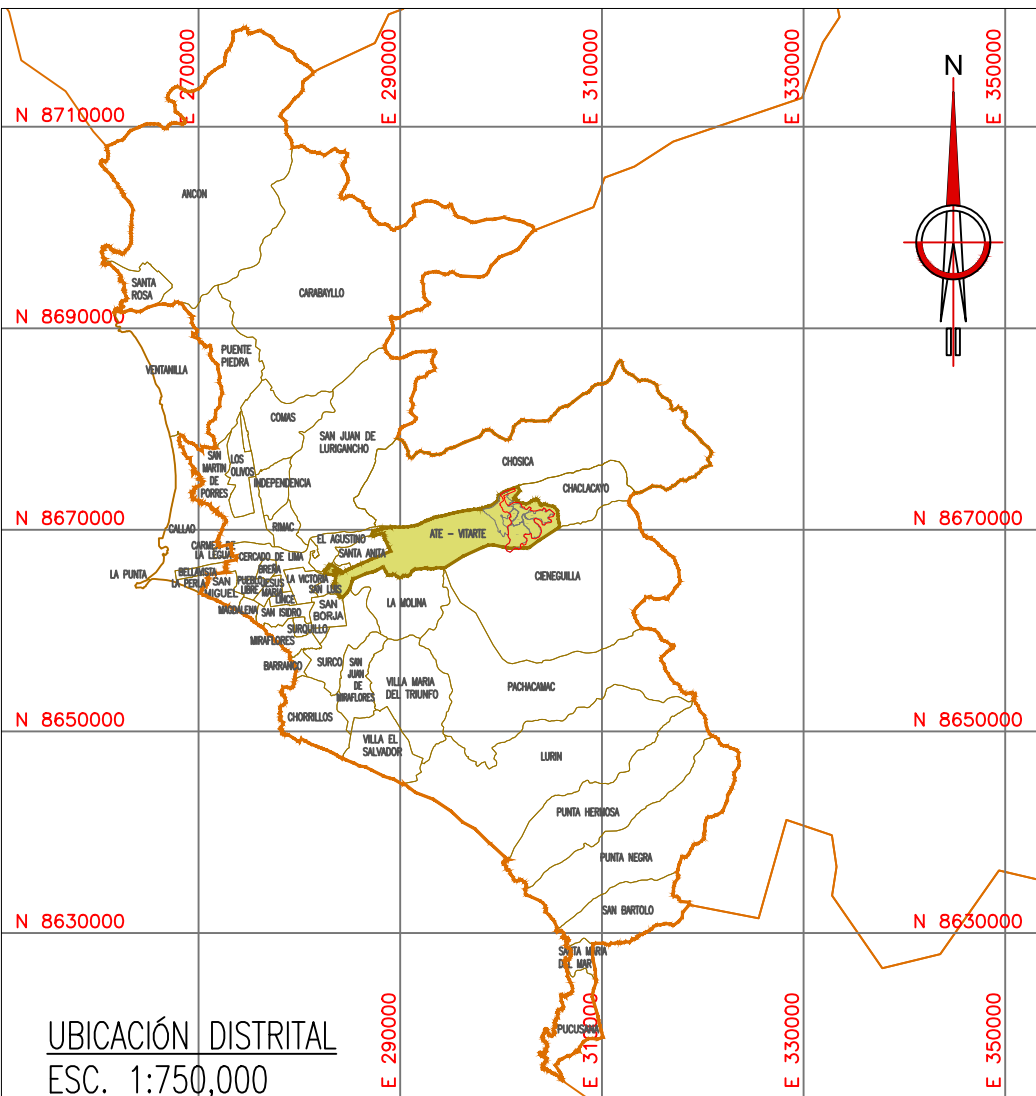 E 270000
E 290000
E 310000
E 330000
E 350000
N
N 8710000
N 8710000
ANCON
SANTA
ROSA
CARABAYLLO
N 8690000
N 8690000
PUENTE
PIEDRA
VENTANILLA
COMAS
SAN JUAN DE
LURIGANCHO
SAN
MARTIN
DE
PORRES
LOS
OLIVOS
CHOSICA
INDEPENDENCIA
CHACLACAYO
N 8670000
N 8670000
CALLAO
RIMAC
EL AGUSTINO
ATE - VITARTE
CARMEN DE
LA LEGUA
CERCADO DE LIMA
SANTA ANITA
LA PUNTA
BELLAVISTA
LA PERLA
SAN
MIGUEL
PUEBLO
LIBRE
BREÑA
JESUS
MARIA
LA VICTORIA
SAN LUIS
CIENEGUILLA
LINCE
MAGDALENA
SAN ISIDRO
SAN
BORJA
LA MOLINA
SURQUILLO
MIRAFLORES
BARRANCO
SURCO
SAN
JUAN
DE
MIRAFLORES
VILLA MARIA
DEL TRIUNFO
PACHACAMAC
CHORRILLOS
N 8650000
N 8650000
VILLA EL
SALVADOR
LURIN
PUNTA HERMOSA
PUNTA NEGRA
SAN BARTOLO
N 8630000
N 8630000
SANTA MARIA
DEL MAR
PUCUSANA
E 290000
E 310000
E 330000
E 350000
UBICACIÓN DISTRITAL
ESC. 1:750,000